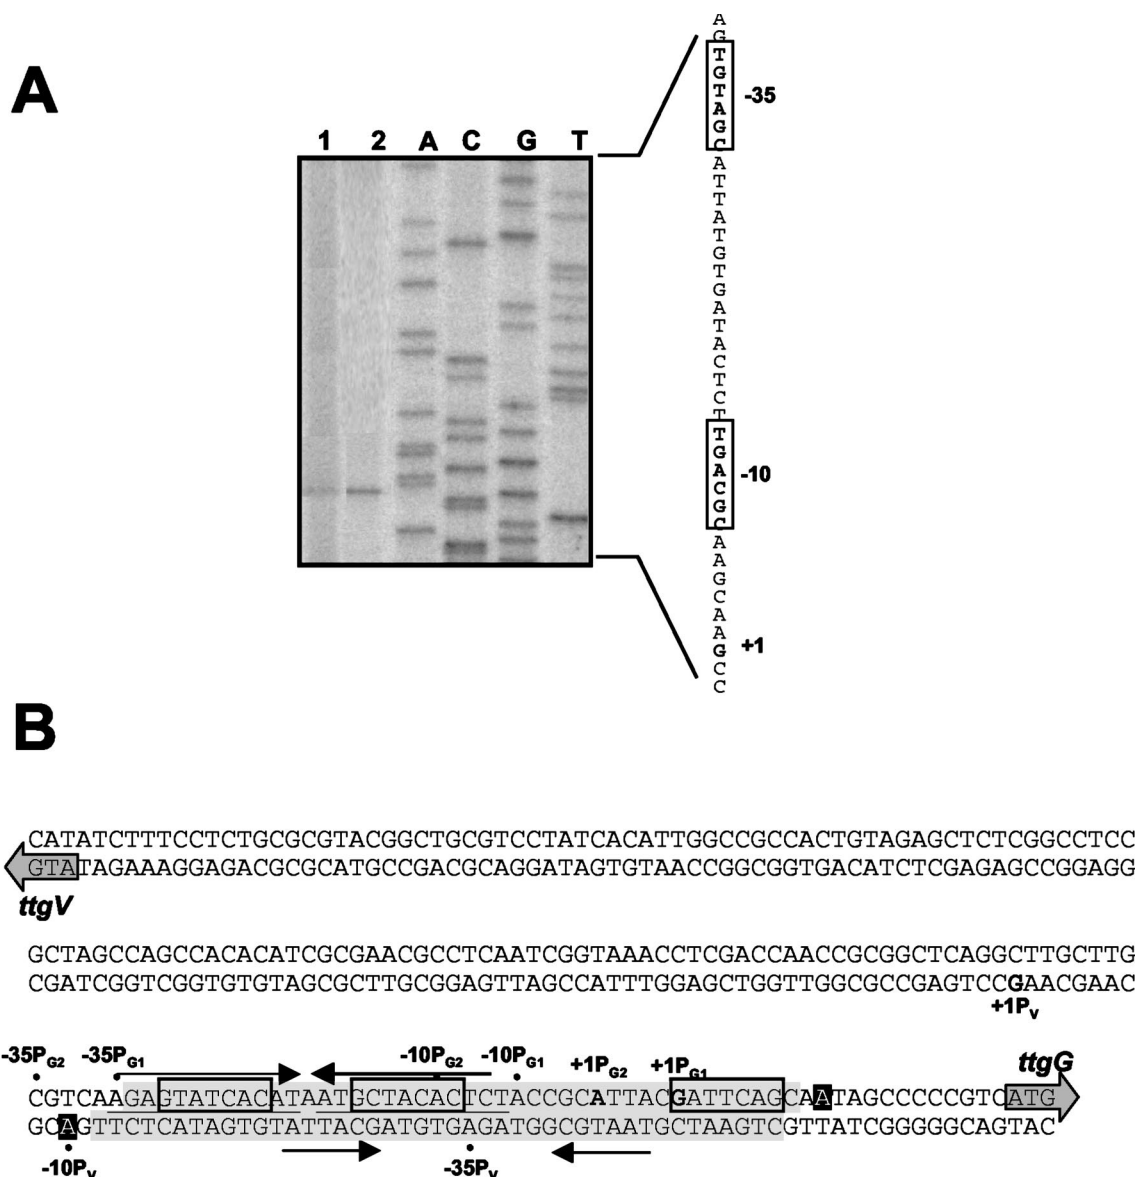 A
1 2 A C G T
A
G
T
G
T
A
G
C
-35
A
T
T
A
T
G
T
G
A
T
A
C
T
C
T
T
G
A
C
G
C
-10
A
A
G
C
A
A
G
C
C
+1
B
CATATCTTTCCTCTGCGCGTACGGCTGCGTCCTATCACATTGGCCGCCACTGTAGAGCTCTCGGCCTCC
GTATAGAAAGGAGACGCGCATGCCGACGCAGGATAGTGTAACCGGCGGTGACATCTCGAGAGCCGGAGG
ttgV
GCTAGCCAGCCACACATCGCGAACGCCTCAATCGGTAAACCTCGACCAACCGCGGCTCAGGCTTGCTTG
CGATCGGTCGGTGTGTAGCGCTTGCGGAGTTAGCCATTTGGAGCTGGTTGGCGCCGAGTCCGAACGAAC
+1PV
-35PG2 -35PG1 -10PG2 -10PG1 +1PG2 +1PG1 ttgG
CGTCAAGAGTATCACATAATGCTACACTCTACCGCATTACGATTCAGCAATAGCCCCCGTCATG
GCAGTTCTCATAGTGTATTACGATGTGAGATGGCGTAATGCTAAGTCGTTATCGGGGGCAGTAC
-10PV -35PV